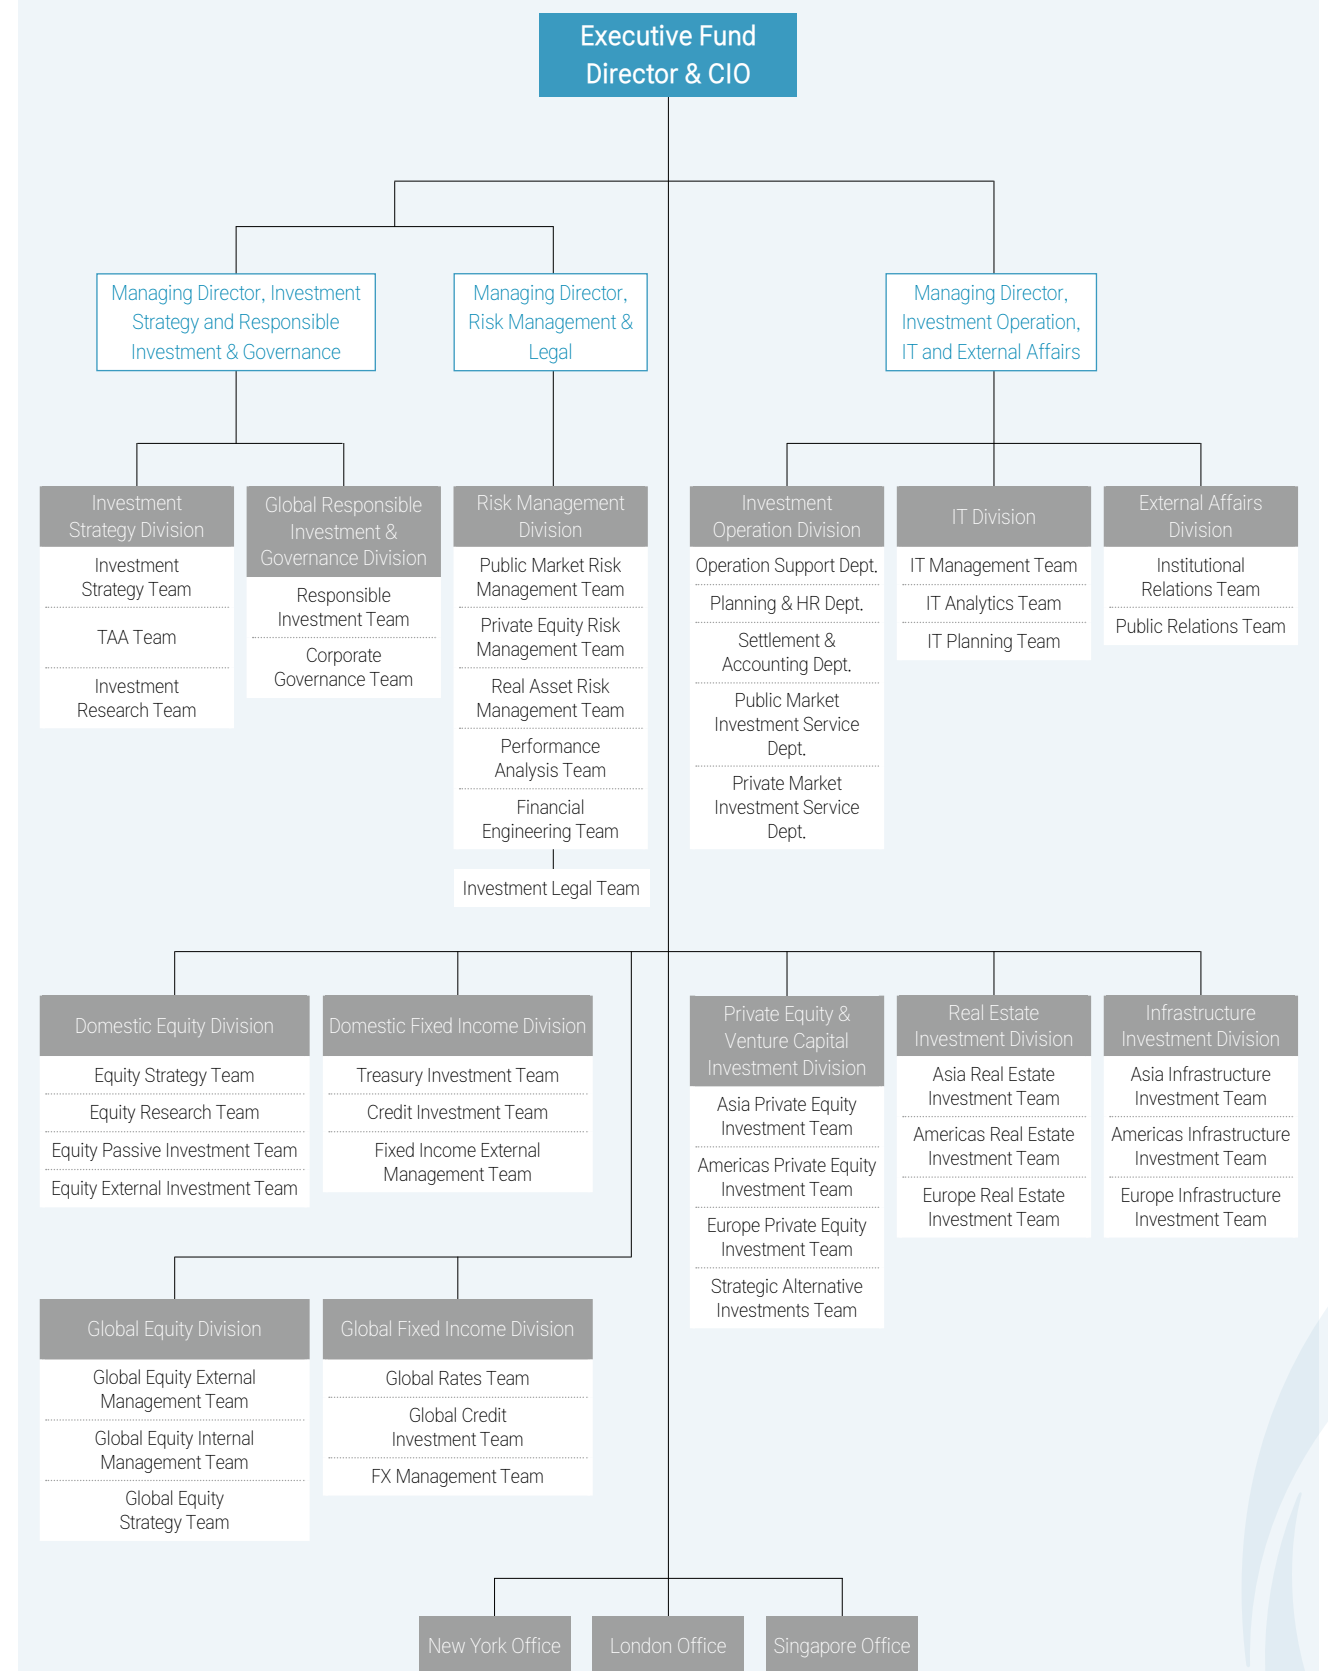 Executive Fund
Director & CIO
Managing Director, Investment
Strategy and Responsible
Investment & Governance
Managing Director,
Risk Management &
Legal
Managing Director,
Investment Operation,
IT and External Affairs
Investment
Strategy Division
Investment
Strategy Team
TAA Team
Investment
Research Team
Global Responsible
Investment &
Governance Division
Responsible
Investment Team
Corporate
Governance Team
Risk Management
Division
Public Market Risk
Management Team
Private Equity Risk
Management Team
Real Asset Risk
Management Team
Performance
Analysis Team
Financial
Engineering Team
Investment Legal Team
Investment
Operation Division
Operation Support Dept.
Planning & HR Dept.
Settlement &
Accounting Dept.
Public Market
Investment Service
Dept.
Private Market
Investment Service
Dept.
IT Division
IT Management Team
IT Analytics Team
IT Planning Team
External Affairs
Division
Institutional
Relations Team
Public Relations Team
Domestic Equity Division
Equity Strategy Team
Equity Research Team
Equity Passive Investment Team
Equity External Investment Team
Domestic Fixed Income Division
Treasury Investment Team
Credit Investment Team
Fixed Income External
Management Team
Private Equity &
Venture Capital
Investment Division
Asia Private Equity
Investment Team
Americas Private Equity
Investment Team
Europe Private Equity
Investment Team
Strategic Alternative
Investments Team
Real Estate
Investment Division
Asia Real Estate
Investment Team
Americas Real Estate
Investment Team
Europe Real Estate
Investment Team
Infrastructure
Investment Division
Asia Infrastructure
Investment Team
Americas Infrastructure
Investment Team
Europe Infrastructure
Investment Team
Global Equity Division
Global Equity External
Management Team
Global Equity Internal
Management Team
Global Equity
Strategy Team
Global Fixed Income Division
Global Rates Team
Global Credit
Investment Team
FX Management Team
New York Office
London Office
Singapore Office